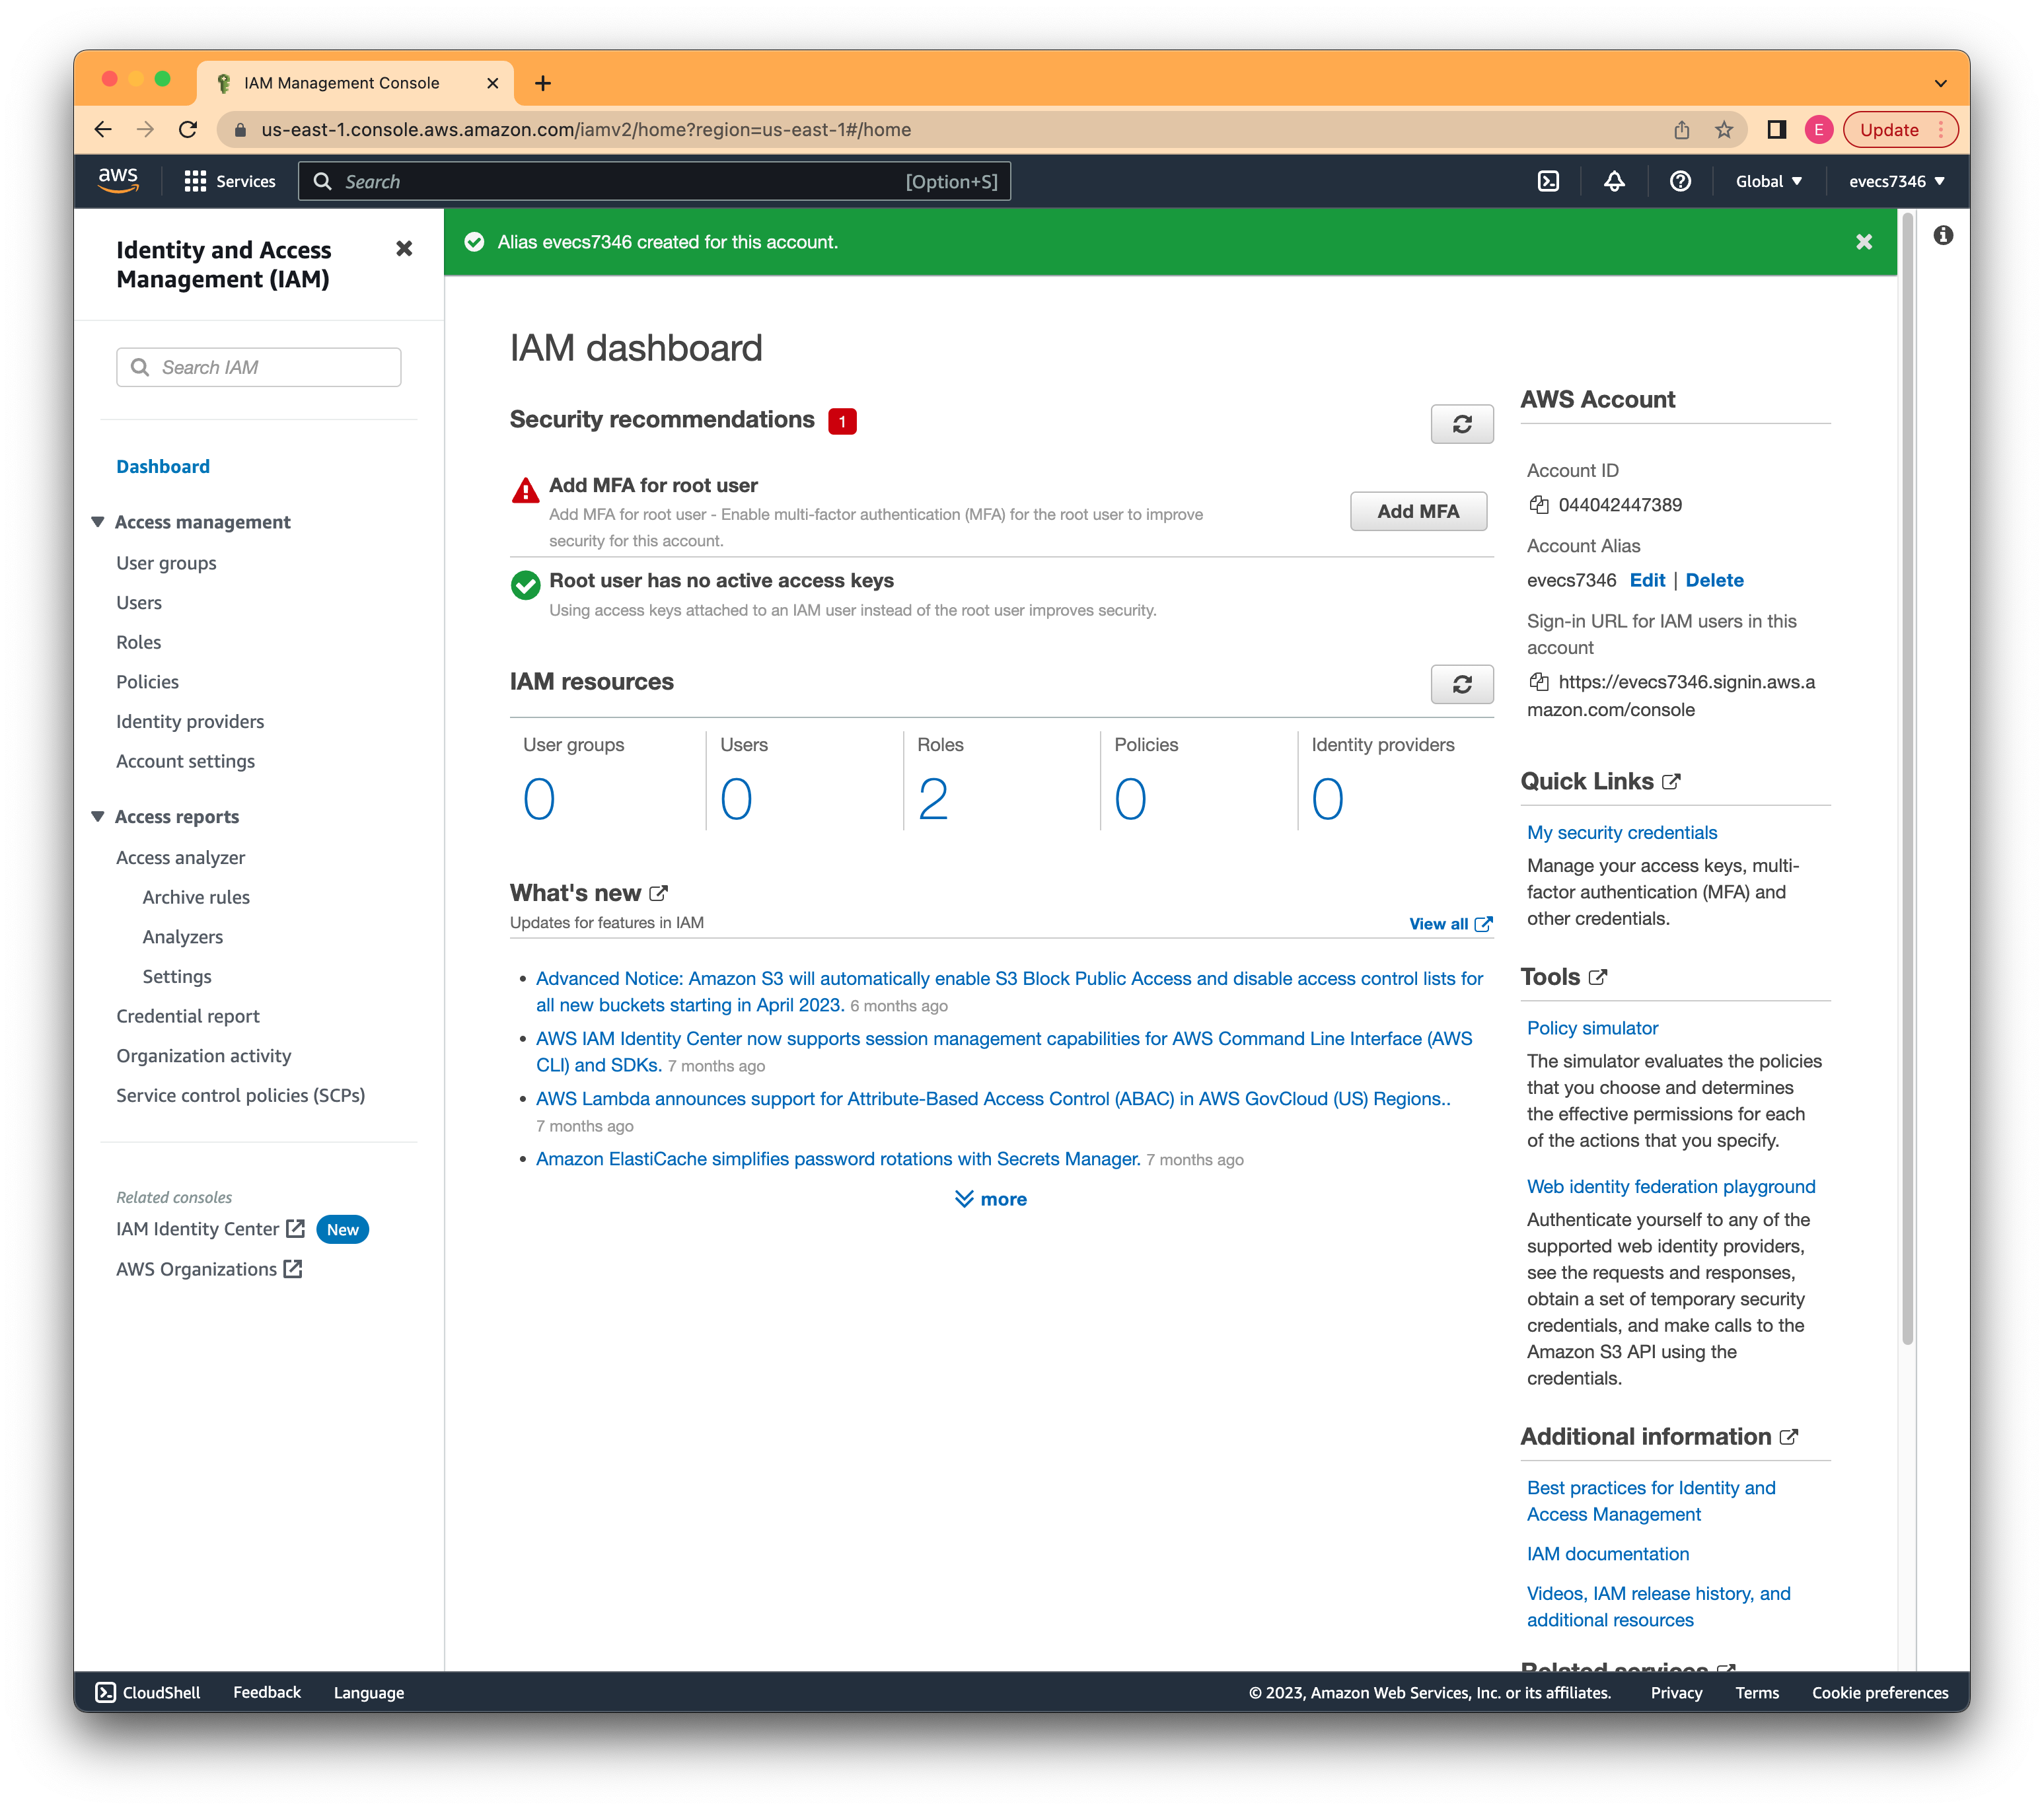 IAM Management Console
us-east-1.console.aws.amazon.com/iamv2/home?region=us-east-1#/home
E
Update
aws
Services
Search
[Option+S]
Global
evecs7346
Identity and Access
Management (IAM)
Search IAM
Dashboard
Access management
User groups
Users
Roles
Policies
Identity providers
Account settings
Access reports
Access analyzer
Archive rules
Analyzers
Settings
Credential report
Organization activity
Service control policies (SCPs)
Related consoles
IAM Identity Center New
AWS Organizations
Alias evecs7346 created for this account.
IAM dashboard
Security recommendations 1
Add MFA for root user
Add MFA for root user - Enable multi-factor authentication (MFA) for the root user to improve
security for this account.
Add MFA
Root user has no active access keys
Using access keys attached to an IAM user instead of the root user improves security.
IAM resources
User groups
0
Users
0
Roles
2
Policies
0
Identity providers
0
What's new
Updates for features in IAM
View all
• Advanced Notice: Amazon S3 will automatically enable S3 Block Public Access and disable access control lists for
all new buckets starting in April 2023. 6 months ago
• AWS IAM Identity Center now supports session management capabilities for AWS Command Line Interface (AWS
CLI) and SDKs. 7 months ago
• AWS Lambda announces support for Attribute-Based Access Control (ABAC) in AWS GovCloud (US) Regions..
7 months ago
• Amazon ElastiCache simplifies password rotations with Secrets Manager. 7 months ago
more
AWS Account
Account ID
044042447389
Account Alias
evecs7346 Edit | Delete
Sign-in URL for IAM users in this
account
https://evecs7346.signin.aws.a
mazon.com/console
Quick Links
My security credentials
Manage your access keys, multi-
factor authentication (MFA) and
other credentials.
Tools
Policy simulator
The simulator evaluates the policies
that you choose and determines
the effective permissions for each
of the actions that you specify.
Web identity federation playground
Authenticate yourself to any of the
supported web identity providers,
see the requests and responses,
obtain a set of temporary security
credentials, and make calls to the
Amazon S3 API using the
credentials.
Additional information
Best practices for Identity and
Access Management
IAM documentation
Videos, IAM release history, and
additional resources
Related services
CloudShell
Feedback
Language
© 2023, Amazon Web Services, Inc. or its affiliates.
Privacy
Terms
Cookie preferences